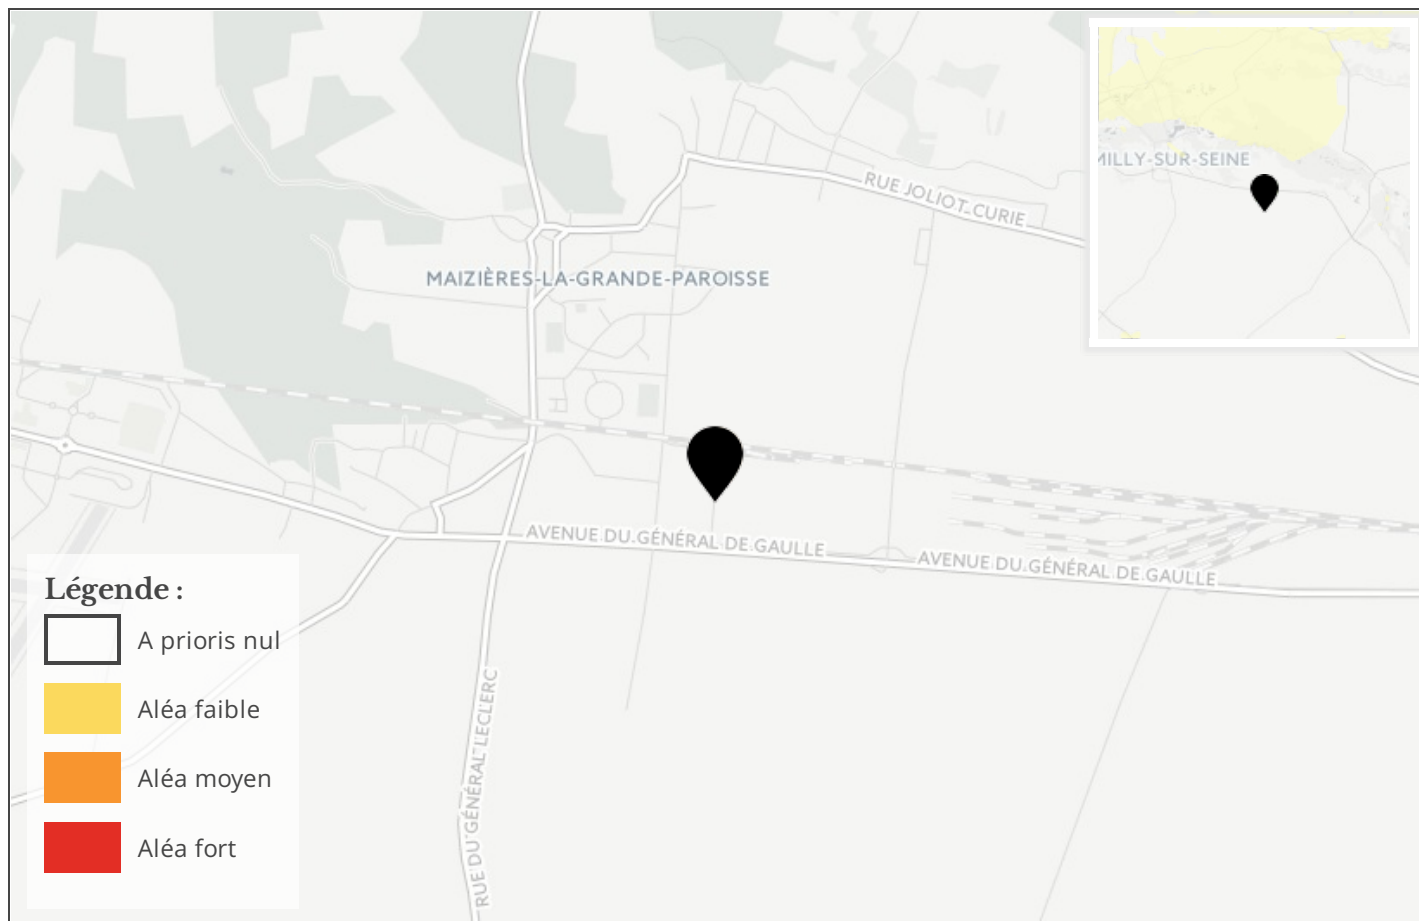 MILLY-SUR-SEINE
RUE JOLIOT-CURIE
MAIZIÈRES-LA-GRANDE-PAROISSE
AVENUE DU GÉNÉRAL DE GAULLE
AVENUE DU GÉNÉRAL DE GAULLE
RUE DU GÉNÉRAL LECLERC
Légende :
A prioris nul
Aléa faible
Aléa moyen
Aléa fort